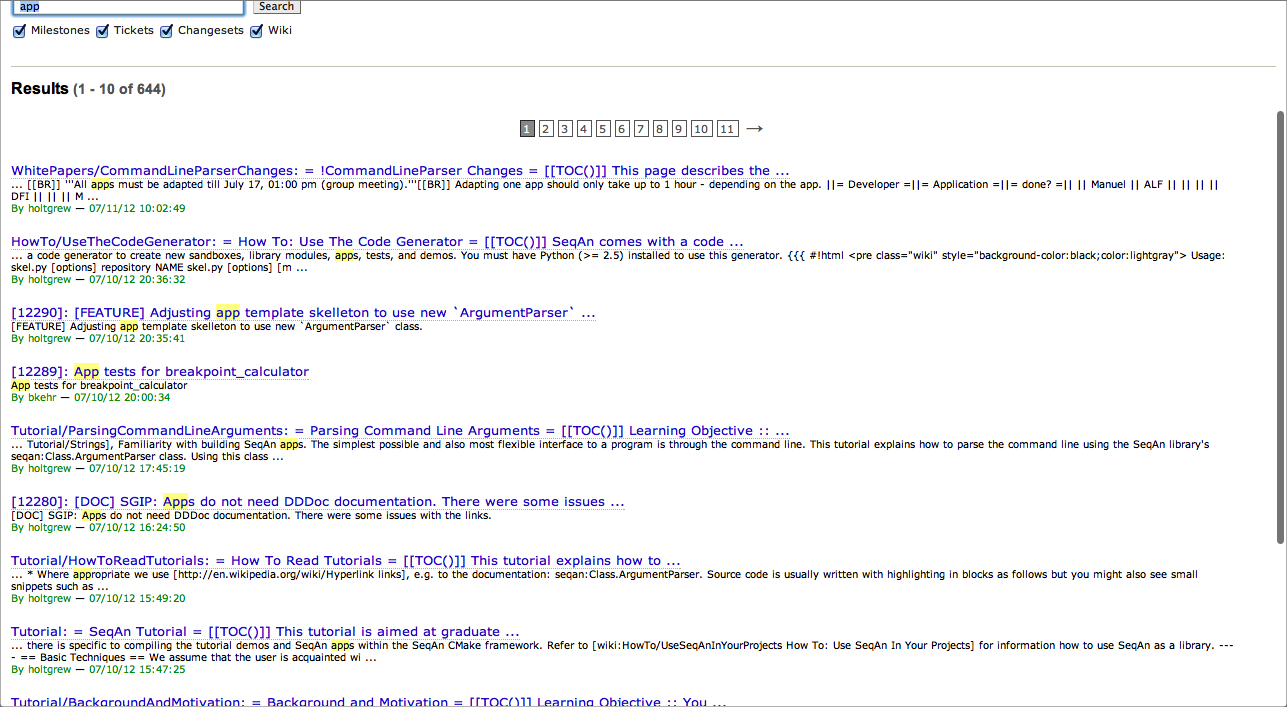 app Search
Milestones Tickets Changesets Wiki
Results (1 - 10 of 644)
1 2 3 4 5 6 7 8 9 10 11 →
WhitePapers/CommandLineParserChanges: = !CommandLineParser Changes = [[TOC()]] This page describes the ...
... [[BR]] '''All apps must be adapted till July 17, 01:00 pm (group meeting).'''[[BR]] Adapting one app should only take up to 1 hour - depending on the app. ||= Developer =||= Application =||= done? =|| || Manuel || ALF || || || || ||
DFI || || || M ...
By holtgrew — 07/11/12 10:02:49
HowTo/UseTheCodeGenerator: = How To: Use The Code Generator = [[TOC()]] SeqAn comes with a code ...
... a code generator to create new sandboxes, library modules, apps, tests, and demos. You must have Python (>= 2.5) installed to use this generator. {{{ #!html <pre class="wiki" style="background-color:black;color:lightgray"> Usage:
skel.py [options] repository NAME skel.py [options] [m ...
By holtgrew — 07/10/12 20:36:32
[12290]: [FEATURE] Adjusting app template skelleton to use new `ArgumentParser` ...
[FEATURE] Adjusting app template skelleton to use new `ArgumentParser` class.
By holtgrew — 07/10/12 20:35:41
[12289]: App tests for breakpoint_calculator
App tests for breakpoint_calculator
By bkehr — 07/10/12 20:00:34
Tutorial/ParsingCommandLineArguments: = Parsing Command Line Arguments = [[TOC()]] Learning Objective :: ...
... Tutorial/Strings], Familiarity with building SeqAn apps. The simplest possible and also most flexible interface to a program is through the command line. This tutorial explains how to parse the command line using the SeqAn library's
seqan:Class.ArgumentParser class. Using this class ...
By holtgrew — 07/10/12 17:45:19
[12280]: [DOC] SGIP: Apps do not need DDDoc documentation. There were some issues ...
[DOC] SGIP: Apps do not need DDDoc documentation. There were some issues with the links.
By holtgrew — 07/10/12 16:24:50
Tutorial/HowToReadTutorials: = How To Read Tutorials = [[TOC()]] This tutorial explains how to ...
... * Where appropriate we use [http://en.wikipedia.org/wiki/Hyperlink links], e.g. to the documentation: seqan:Class.ArgumentParser. Source code is usually written with highlighting in blocks as follows but you might also see small
snippets such as ...
By holtgrew — 07/10/12 15:49:20
Tutorial: = SeqAn Tutorial = [[TOC()]] This tutorial is aimed at graduate ...
... there is specific to compiling the tutorial demos and SeqAn apps within the SeqAn CMake framework. Refer to [wiki:HowTo/UseSeqAnInYourProjects How To: Use SeqAn In Your Projects] for information how to use SeqAn as a library. ---
- == Basic Techniques == We assume that the user is acquainted wi ...
By holtgrew — 07/10/12 15:47:25
Tutorial/BackgroundAndMotivation: = Background and Motivation = [[TOC()]] Learning Objective :: You ...